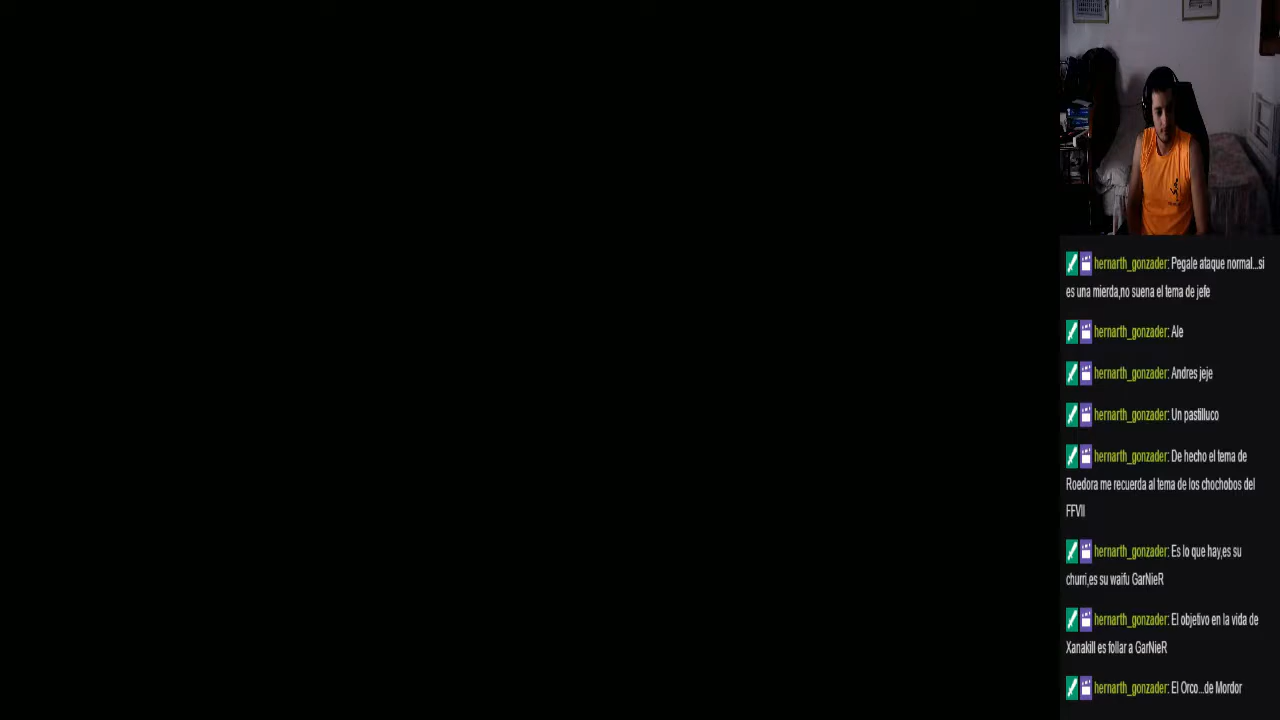 hernarth_gonzader: Pegale ataque normal...si
es una mierda,no suena el tema de jefe
hernarth_gonzader: Ale
hernarth_gonzader: Andres jeje
hernarth_gonzader: Un pastilluco
hernarth_gonzader: De hecho el tema de
Roedora me recuerda al tema de los chochobos del
FFVII
hernarth_gonzader: Es lo que hay,es su
churri,es su waifu GarNieR
hernarth_gonzader: El objetivo en la vida de
Xanakill es follar a GarNieR
hernarth_gonzader: El Orco...de Mordor